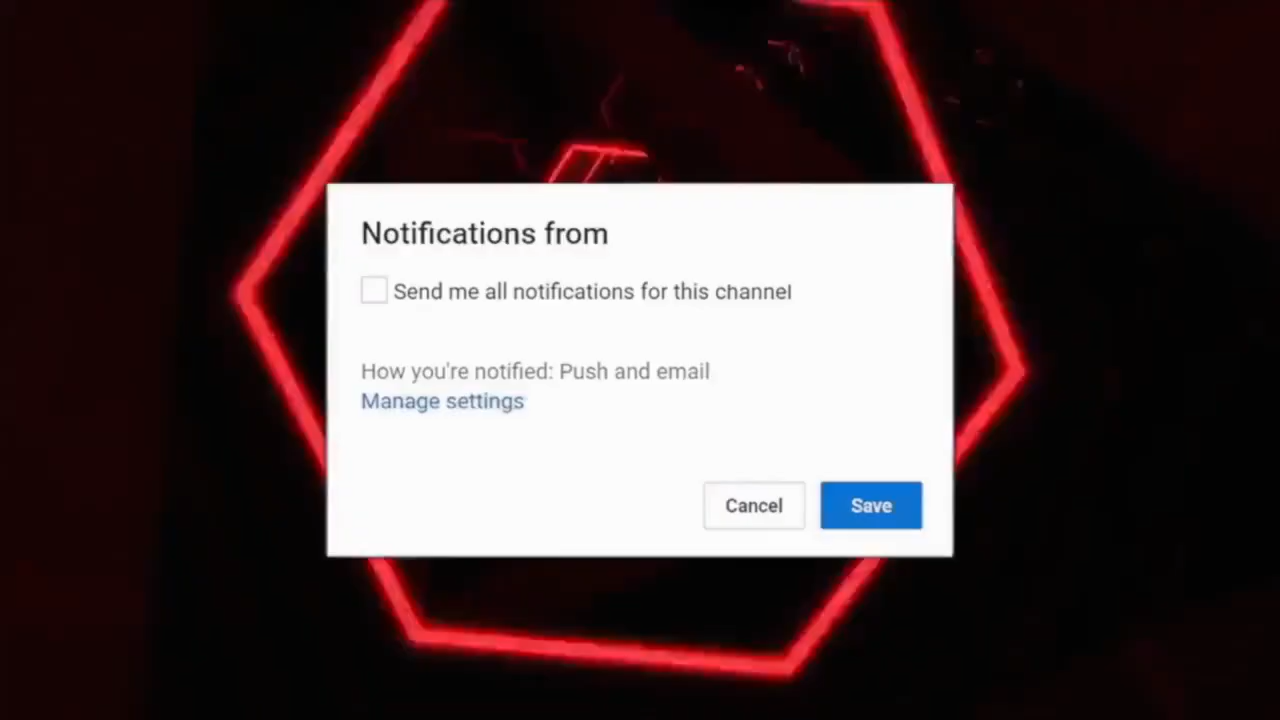 Notifications from
Send me all notifications for this channel
How you're notified: Push and email
Manage settings
Cancel
Save